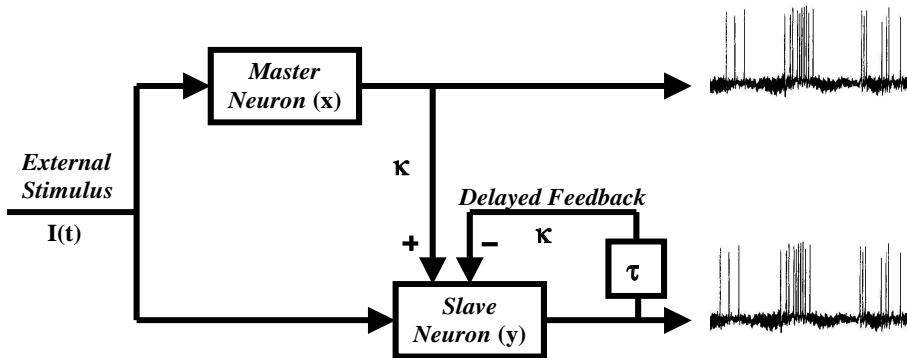 Master
Neuron (x)
External
Stimulus
I(t)
κ
Delayed Feedback
κ
+
−
τ
Slave
Neuron (y)